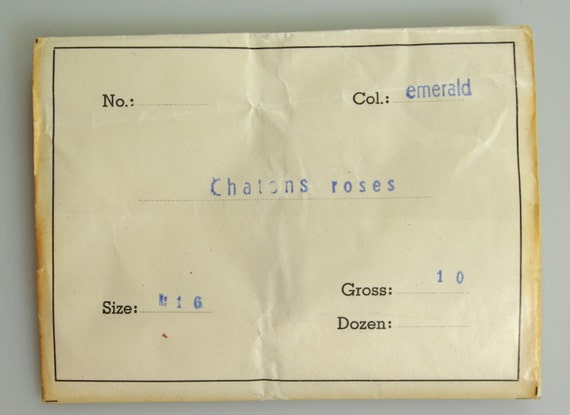 No.: Col.: emerald
Chatons roses
Size: № 16 Gross: 10
Dozen: